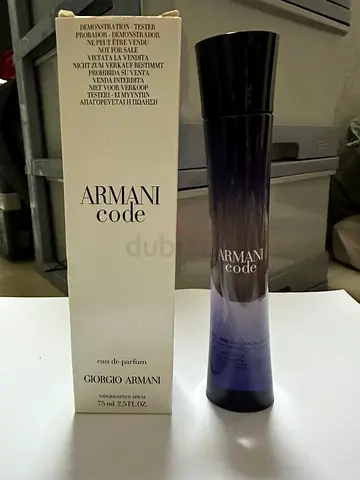 DEMONSTRATION - TESTER
PROBADOR - DEMONSTRADOR
NE PEUT ÊTRE VENDU
NOT FOR SALE
VIETATA LA VENDITA
NICHT ZUM VERKAUF BESTIMMT
PROHIBIDA SU VENTA
VENDA INTERDITA
NIET VOOR VERKOOP
TESTERI - EI MYYNTIIN
ΑΠΑΓΟΡΕΥΕΤΑΙ Η ΠΩΛΗΣΗ
ARMANI
code
eau de parfum
GIORGIO ARMANI
VAPORISATEUR SPRAY
75 ml 2.5 FL.OZ.
ARMANI
code